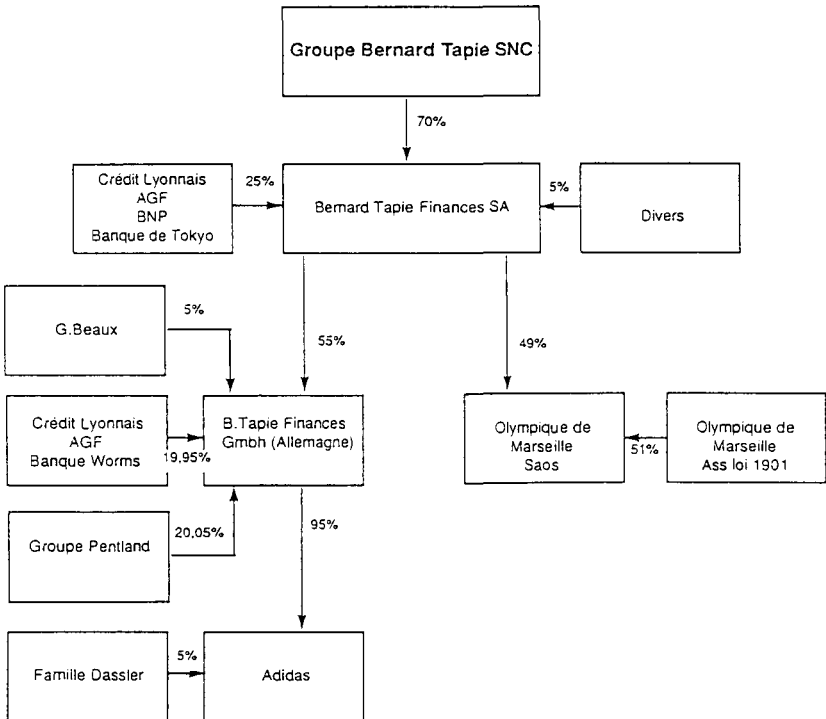 Groupe Bernard Tapie SNC
70%
Crédit Lyonnais
AGF
BNP
Banque de Tokyo
25%
Bernard Tapie Finances SA
5%
Divers
G.Beaux
5%
55%
49%
Crédit Lyonnais
AGF
Banque Worms
19,95%
B.Tapie Finances
Gmbh (Allemagne)
Olympique de
Marseille
Saos
51%
Olympique de
Marseille
Ass loi 1901
Groupe Pentland
20,05%
95%
Famille Dassler
5%
Adidas